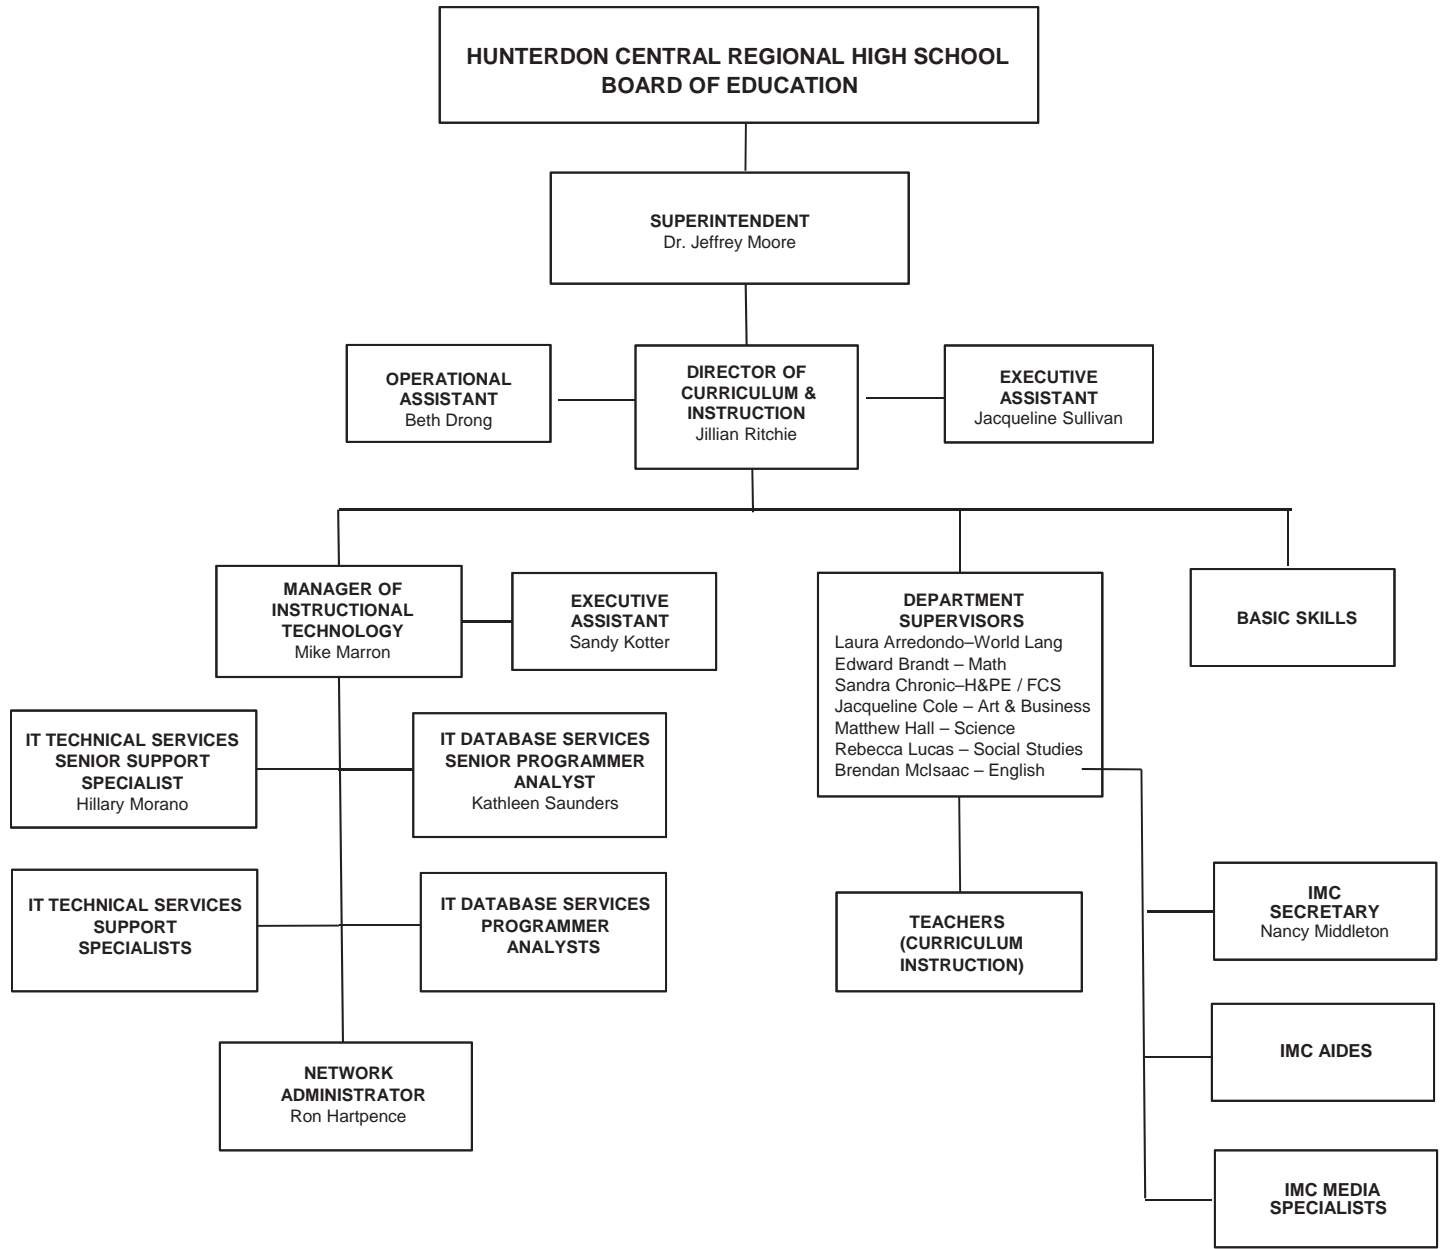 HUNTERDON CENTRAL REGIONAL HIGH SCHOOL
BOARD OF EDUCATION
SUPERINTENDENT
Dr. Jeffrey Moore
OPERATIONAL
ASSISTANT
Beth Drong
DIRECTOR OF
CURRICULUM &
INSTRUCTION
Jillian Ritchie
EXECUTIVE
ASSISTANT
Jacqueline Sullivan
MANAGER OF
INSTRUCTIONAL
TECHNOLOGY
Mike Marron
EXECUTIVE
ASSISTANT
Sandy Kotter
DEPARTMENT
SUPERVISORS
Laura Arredondo–World Lang
Edward Brandt – Math
Sandra Chronic–H&PE / FCS
Jacqueline Cole – Art & Business
Matthew Hall – Science
Rebecca Lucas – Social Studies
Brendan McIsaac – English
BASIC SKILLS
IT TECHNICAL SERVICES
SENIOR SUPPORT
SPECIALIST
Hillary Morano
IT DATABASE SERVICES
SENIOR PROGRAMMER
ANALYST
Kathleen Saunders
IT TECHNICAL SERVICES
SUPPORT
SPECIALISTS
IT DATABASE SERVICES
PROGRAMMER
ANALYSTS
TEACHERS
(CURRICULUM
INSTRUCTION)
IMC
SECRETARY
Nancy Middleton
IMC AIDES
NETWORK
ADMINISTRATOR
Ron Hartpence
IMC MEDIA
SPECIALISTS